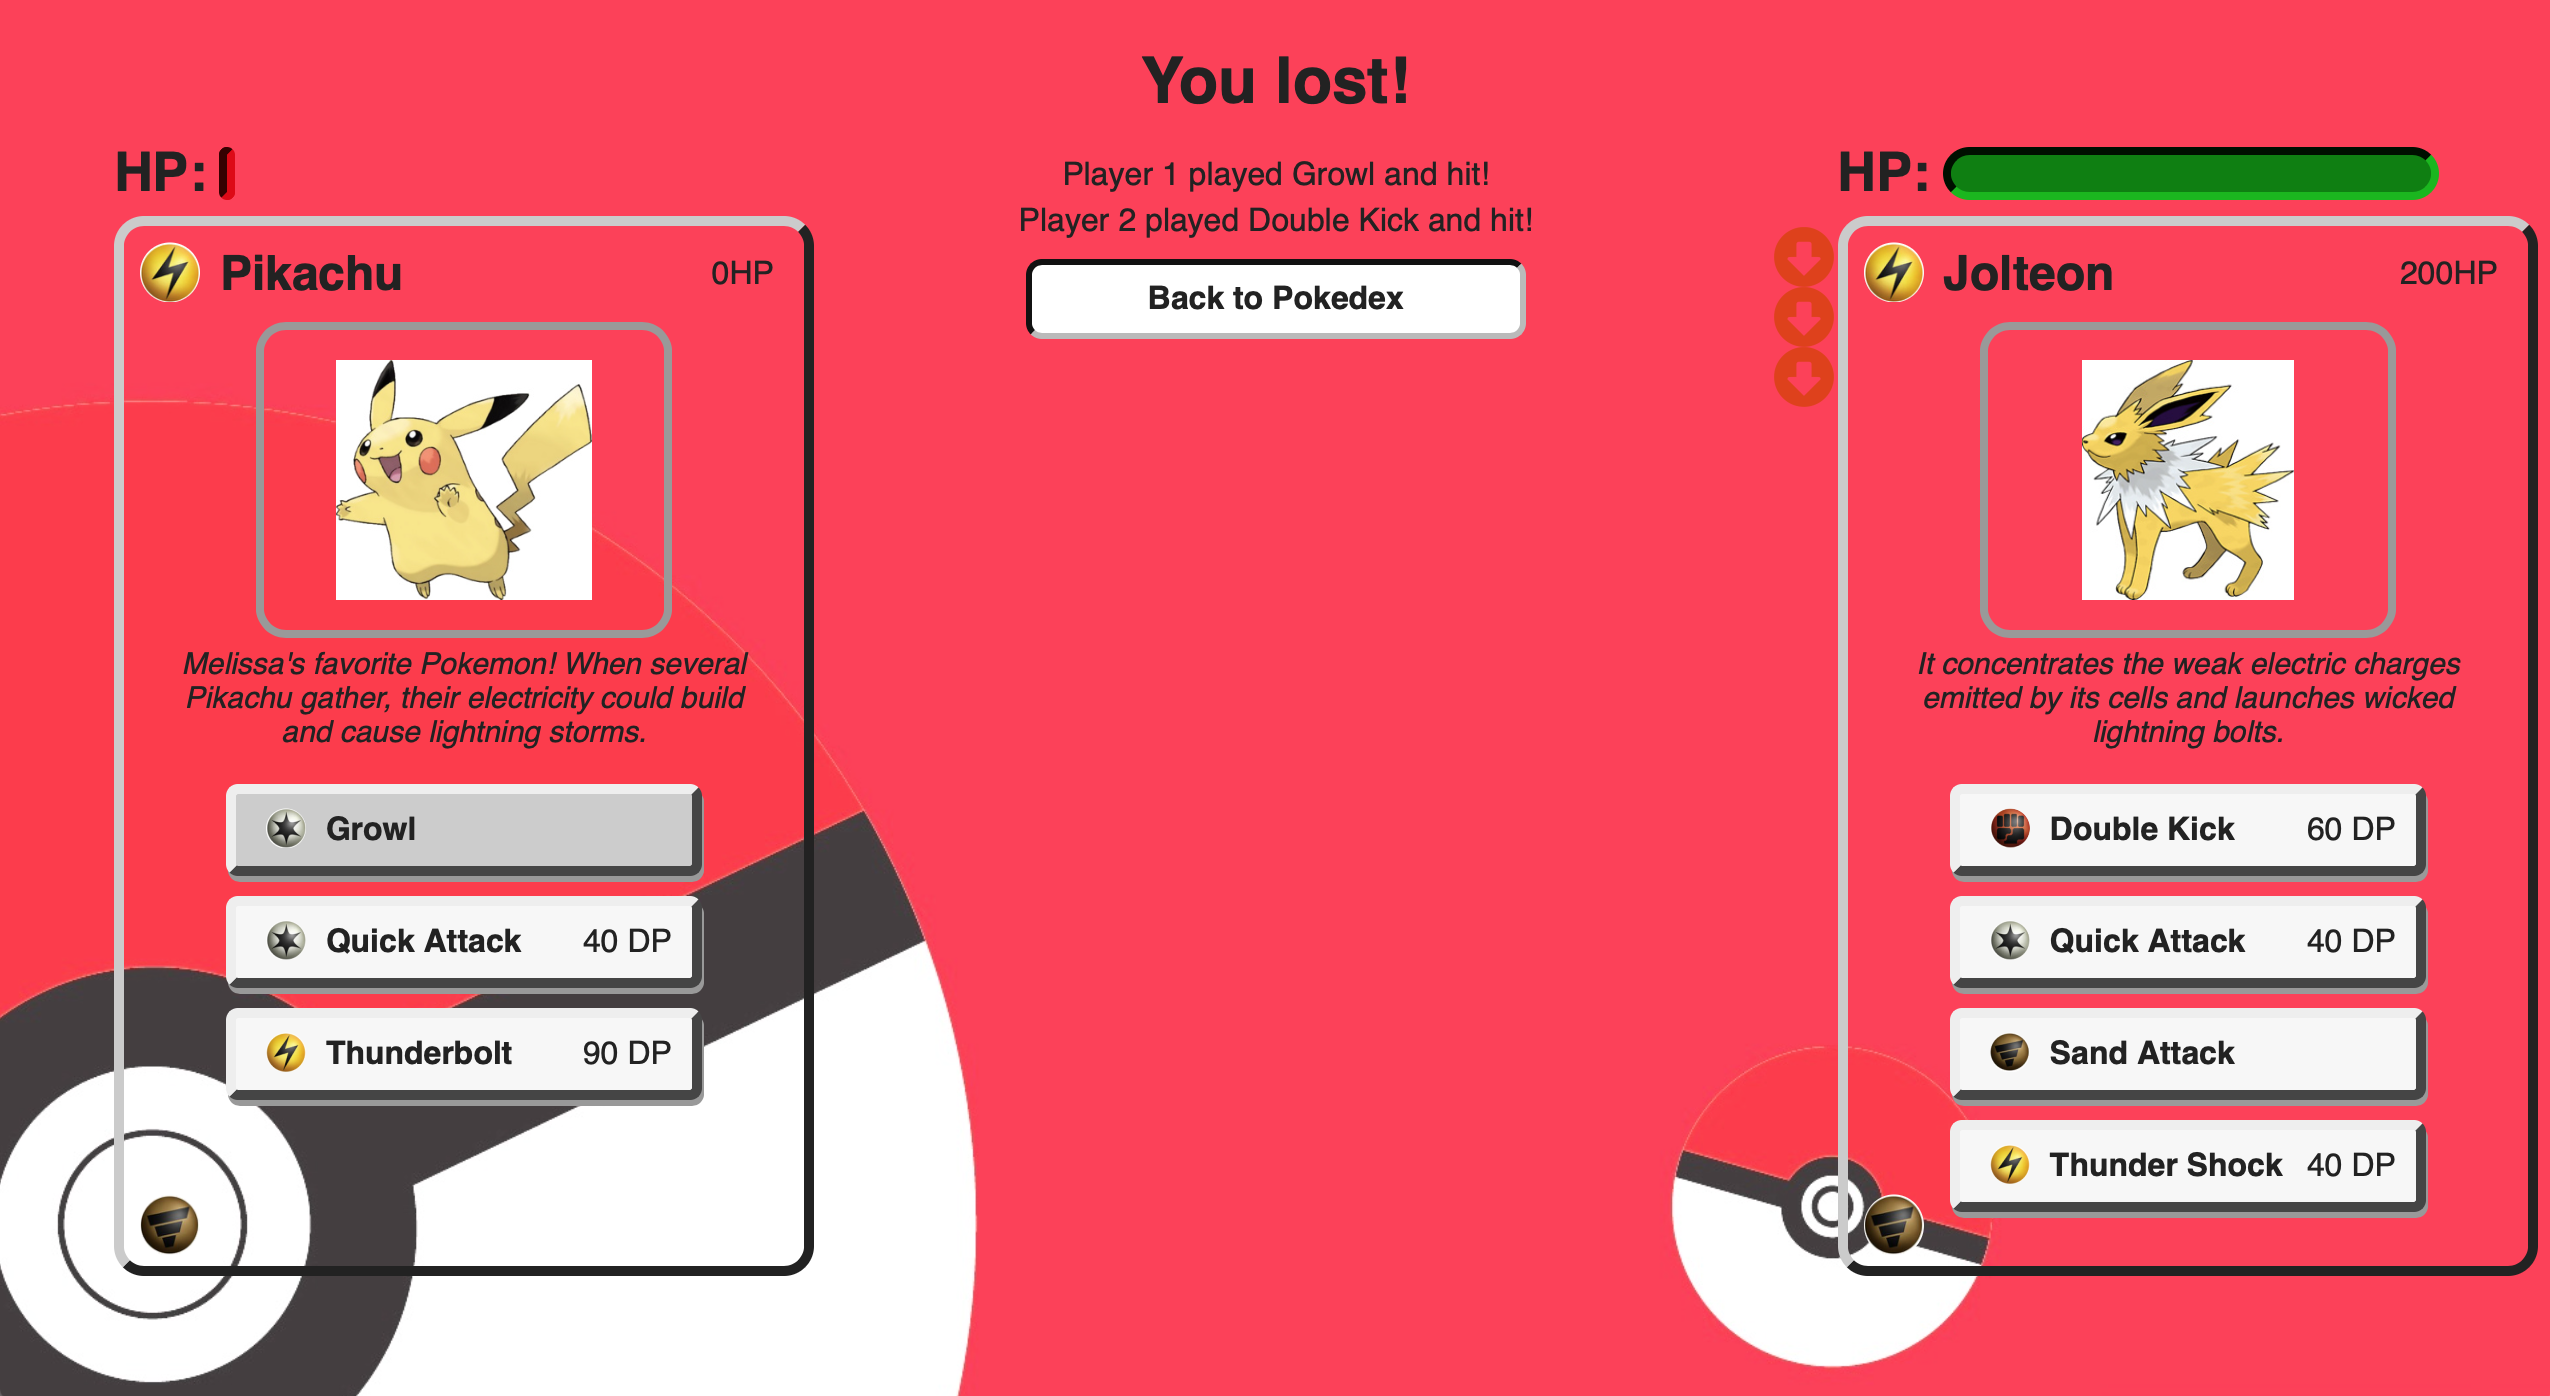 You lost!
Player 1 played Growl and hit!
Player 2 played Double Kick and hit!
Back to Pokedex
HP:
Pikachu 0HP
Melissa's favorite Pokemon! When several
Pikachu gather, their electricity could build
and cause lightning storms.
Growl
Quick Attack 40 DP
Thunderbolt 90 DP
HP:
Jolteon 200HP
It concentrates the weak electric charges
emitted by its cells and launches wicked
lightning bolts.
Double Kick 60 DP
Quick Attack 40 DP
Sand Attack
Thunder Shock 40 DP